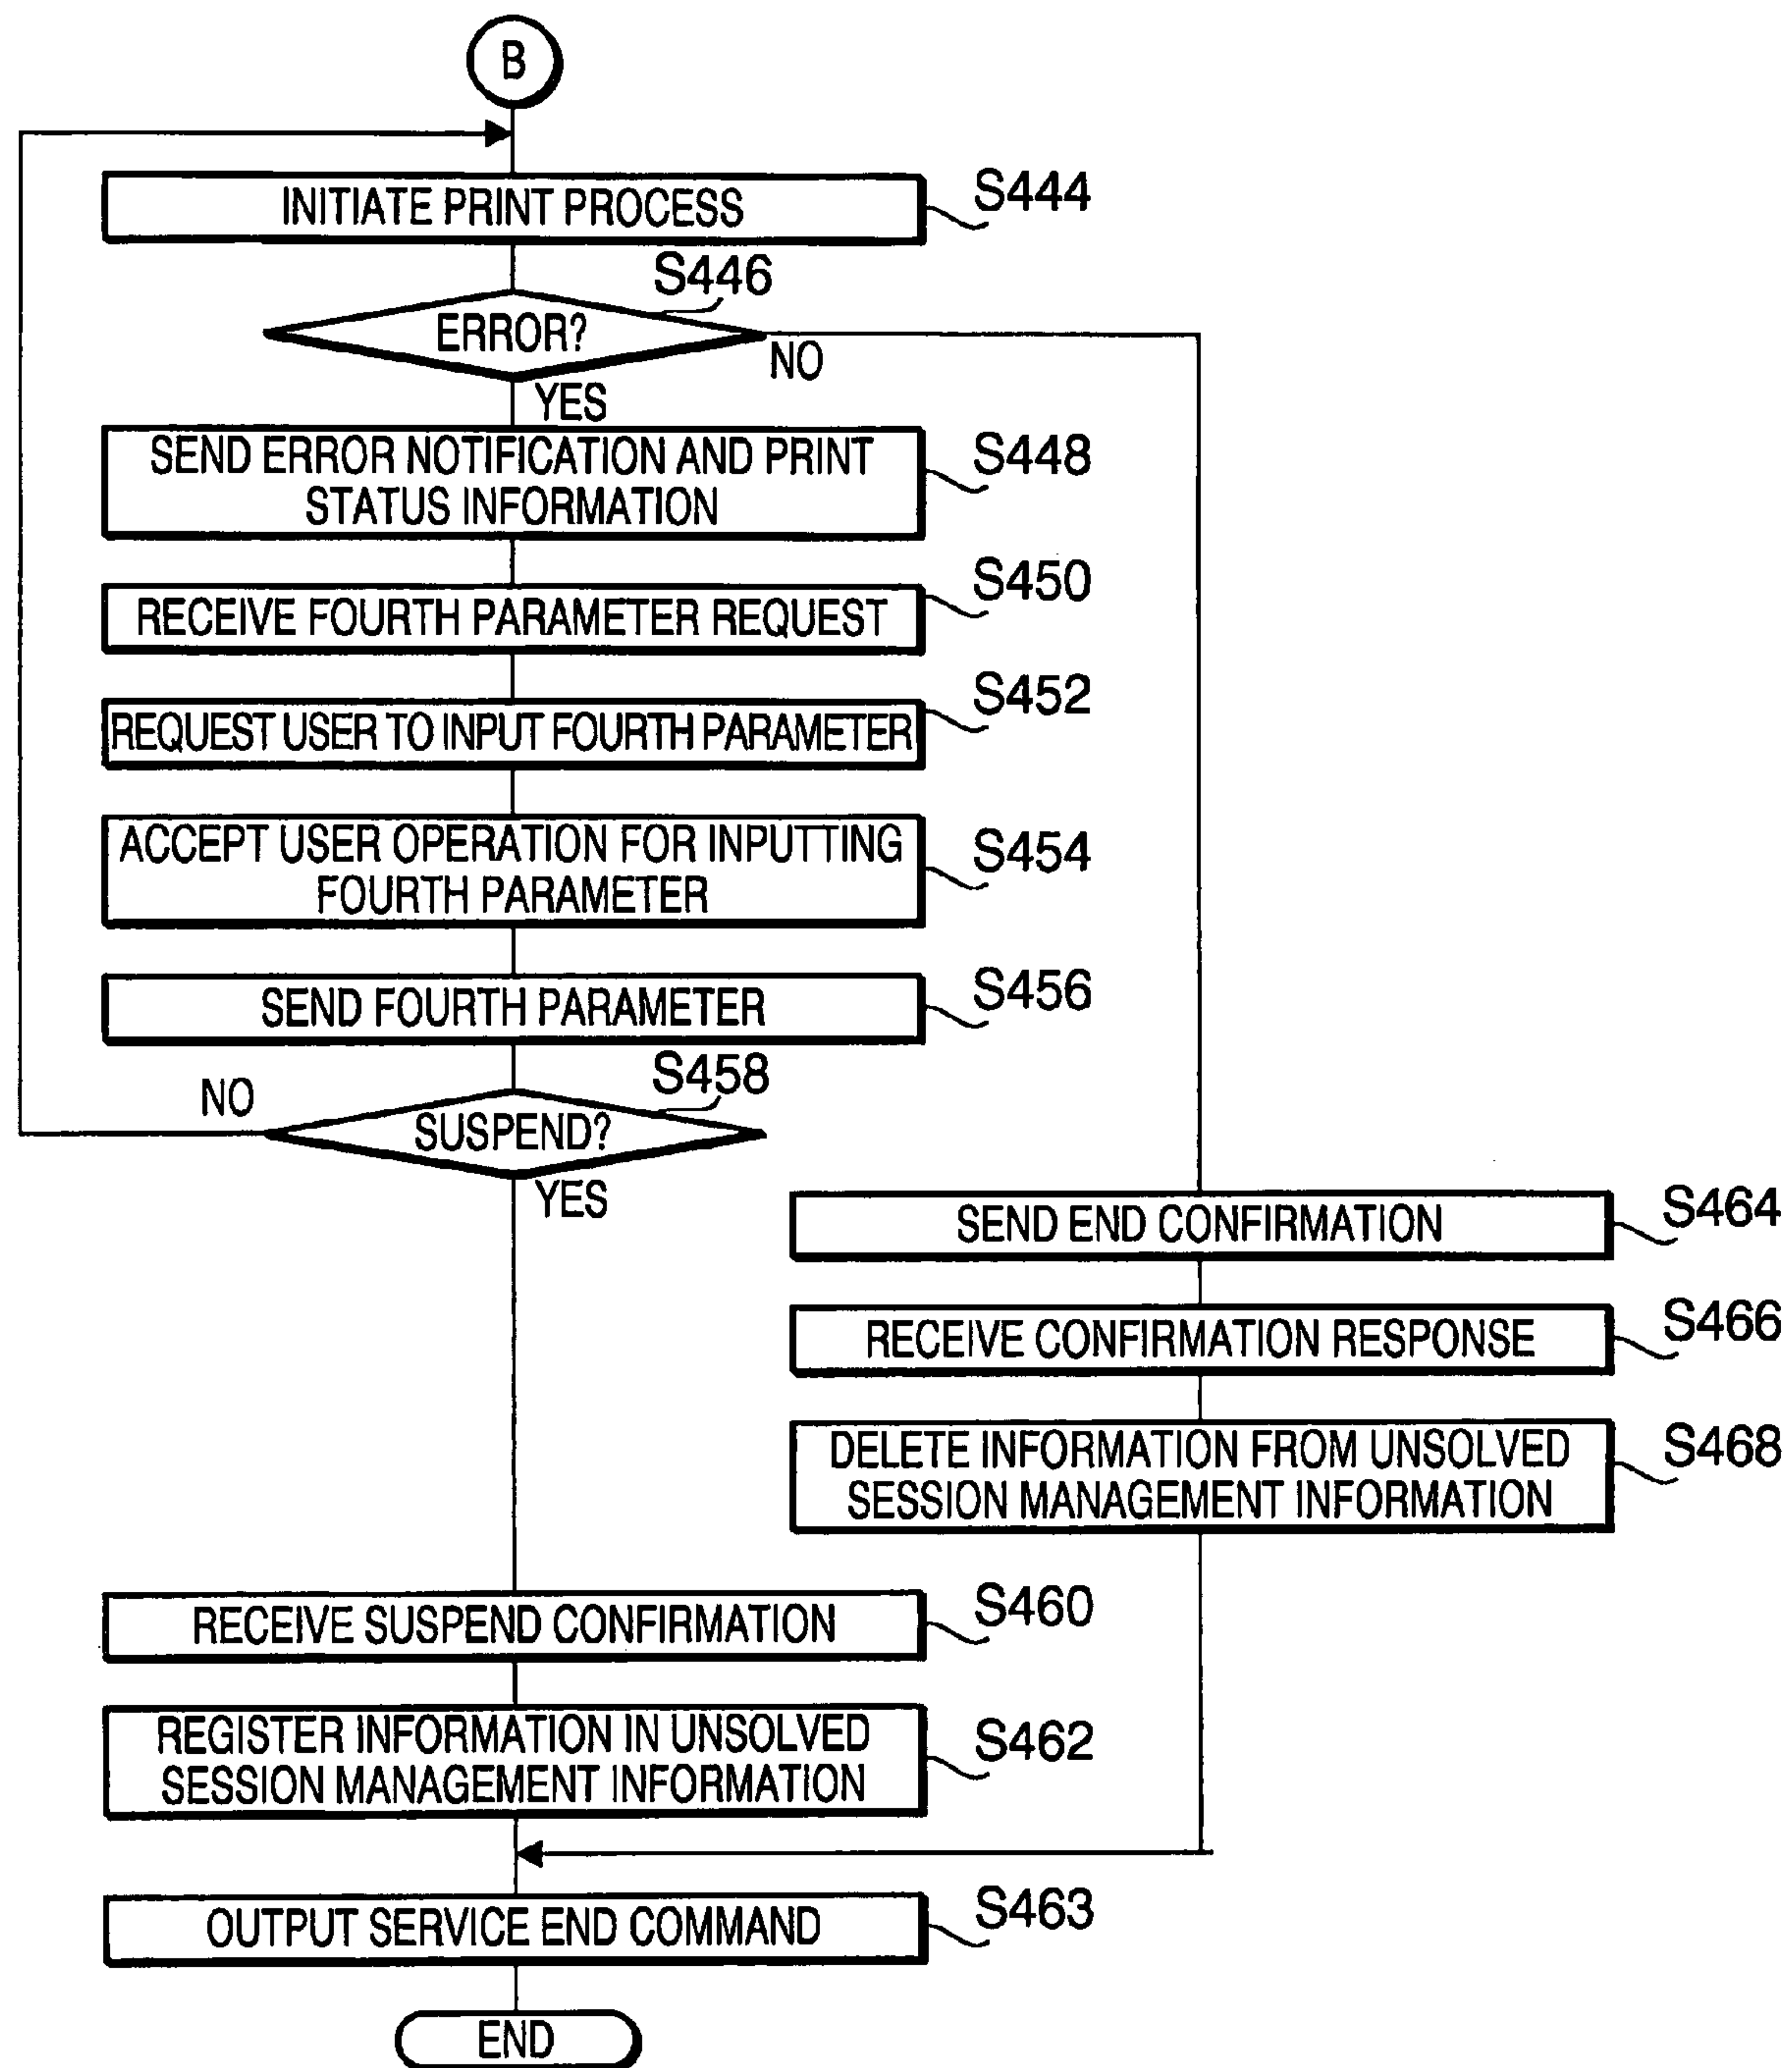 B
INITIATE PRINT PROCESS
S444
S446
ERROR?
NO
YES
SEND ERROR NOTIFICATION AND PRINT
STATUS INFORMATION
S448
RECEIVE FOURTH PARAMETER REQUEST
S450
REQUEST USER TO INPUT FOURTH PARAMETER
S452
ACCEPT USER OPERATION FOR INPUTTING
FOURTH PARAMETER
S454
SEND FOURTH PARAMETER
S456
S458
NO
SUSPEND?
YES
SEND END CONFIRMATION
S464
RECEIVE CONFIRMATION RESPONSE
S466
DELETE INFORMATION FROM UNSOLVED
SESSION MANAGEMENT INFORMATION
S468
RECEIVE SUSPEND CONFIRMATION
S460
REGISTER INFORMATION IN UNSOLVED
SESSION MANAGEMENT INFORMATION
S462
OUTPUT SERVICE END COMMAND
S463
END